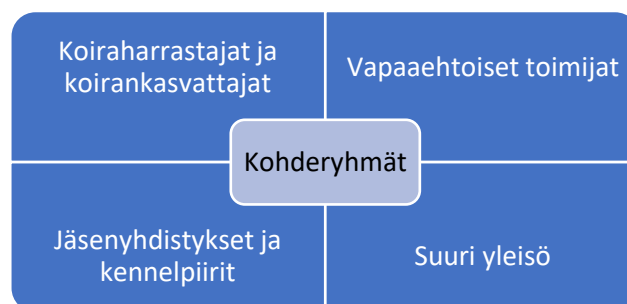 Koiraharrastajat ja
koirankasvattajat
Vapaaehtoiset toimijat
Kohderyhmät
Jäsenyhdistykset ja
kennelpiirit
Suuri yleisö